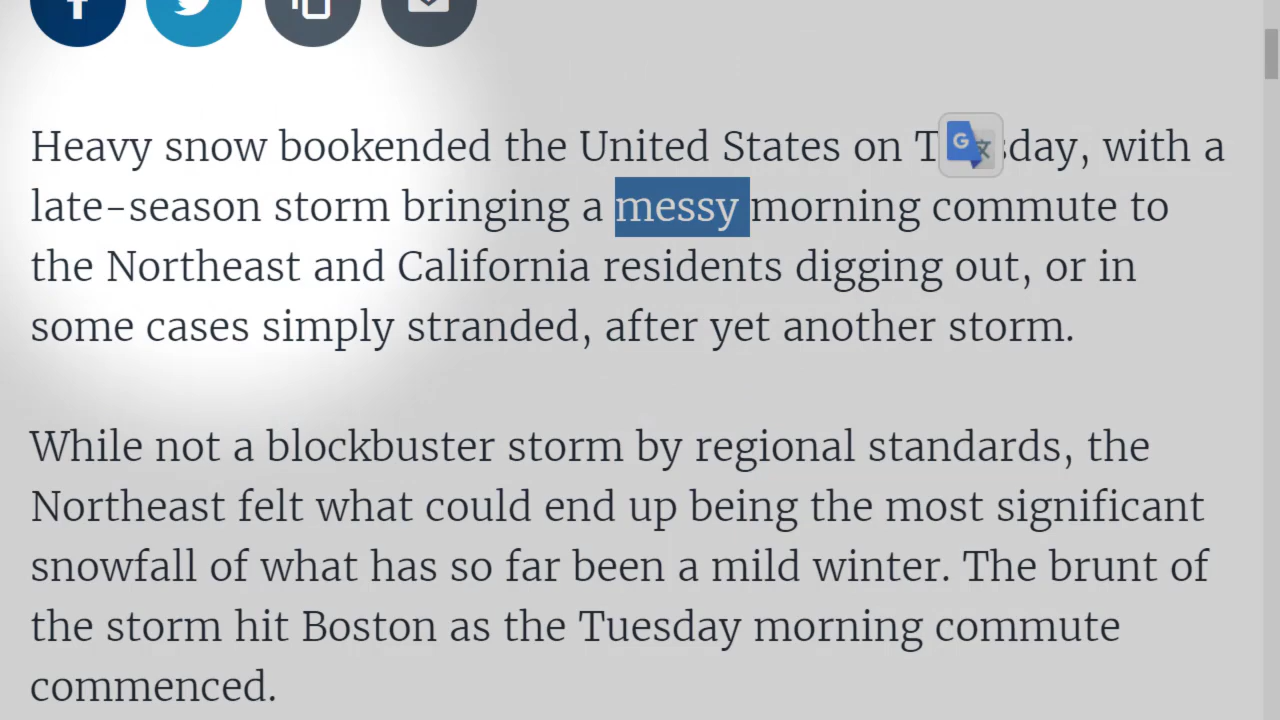 Heavy snow bookended the United States on day, with a
late-season storm bringing a messy morning commute to
the Northeast and California residents digging out, or in
some cases simply stranded, after yet another storm.
While not a blockbuster storm by regional standards, the
Northeast felt what could end up being the most significant
snowfall of what has so far been a mild winter. The brunt of
the storm hit Boston as the Tuesday morning commute
commenced.